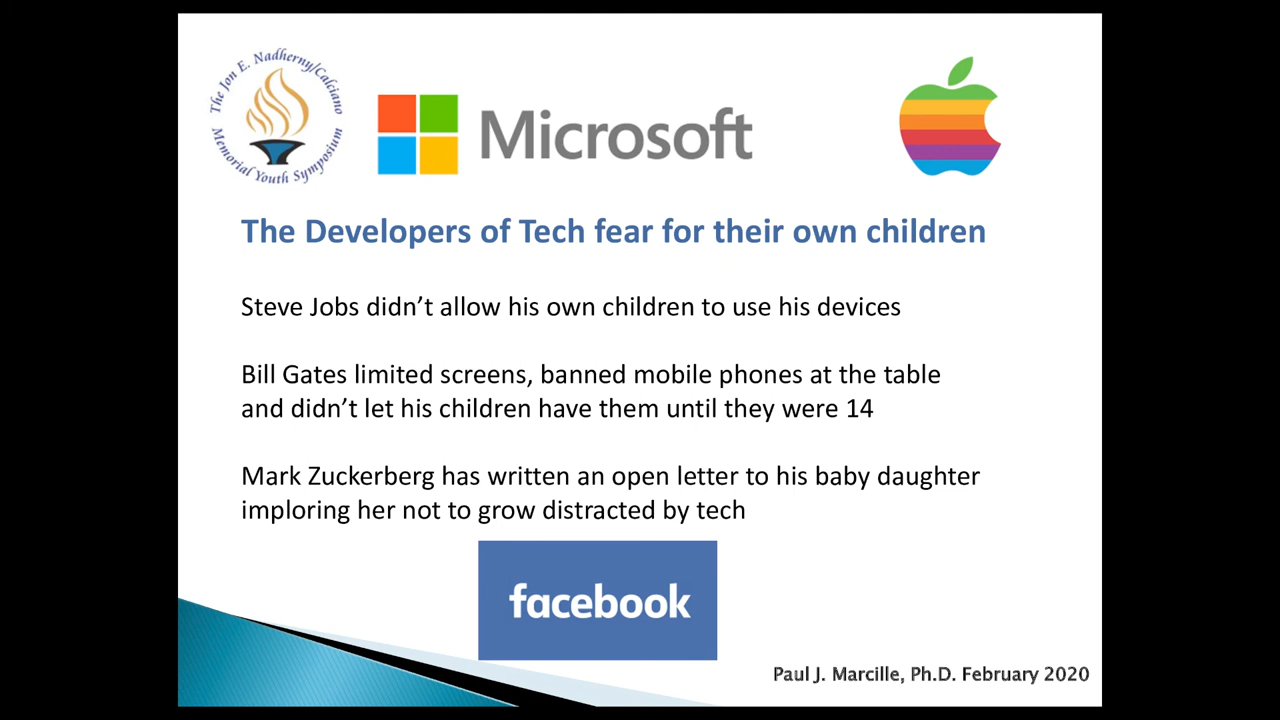 The Jon E. Nadherny/Calciano
Memorial Youth Symposium
Microsoft
The Developers of Tech fear for their own children
Steve Jobs didn’t allow his own children to use his devices
Bill Gates limited screens, banned mobile phones at the table
and didn’t let his children have them until they were 14
Mark Zuckerberg has written an open letter to his baby daughter
imploring her not to grow distracted by tech
facebook
Paul J. Marcille, Ph.D. February 2020